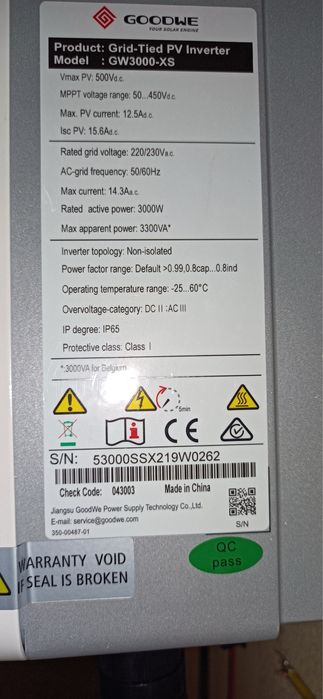 GOODWE
YOUR SOLAR ENGINE
Product: Grid-Tied PV Inverter
Model : GW3000-XS
Vmax PV: 500Vd.c.
MPPT voltage range: 50...450Vd.c.
Max. PV current: 12.5Ad.c.
Isc PV: 15.6Ad.c.
Rated grid voltage: 220/230Va.c.
AC-grid frequency: 50/60Hz
Max current: 14.3Aa.c.
Rated active power: 3000W
Max apparent power: 3300VA*
Inverter topology: Non-isolated
Power factor range: Default >0.99,0.8cap...0.8ind
Operating temperature range: -25...60°C
Overvoltage-category: DC II :AC III
IP degree: IP65
Protective class: Class I
*:3000VA for Belgium
5min
S/N: 53000SSX219W0262
Check Code: 043003 Made in China
Jiangsu GoodWe Power Supply Technology Co.,Ltd.
E-mail: service@goodwe.com
350-00487-01
S/N
QC
pass
WARRANTY VOID
IF SEAL IS BROKEN